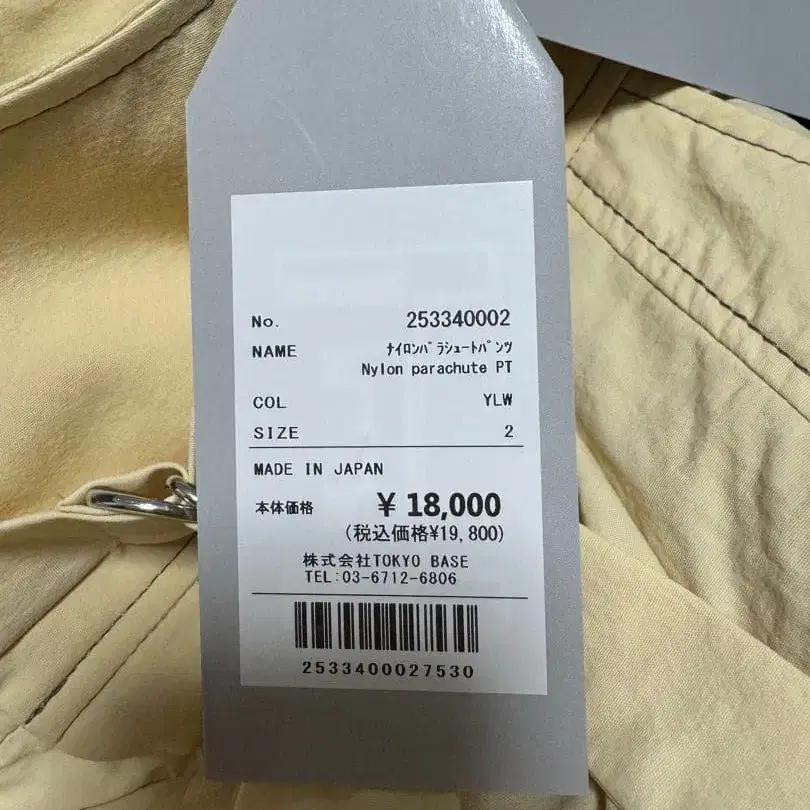 No. 253340002
NAME ﾅｲﾛﾝﾊﾟﾗｼｭｰﾄﾊﾟﾝﾂ
Nylon parachute PT
COL YLW
SIZE 2
MADE IN JAPAN
本体価格 ¥ 18,000
(税込価格¥19,800)
株式会社TOKYO BASE
TEL:03-6712-6806
2533400027530